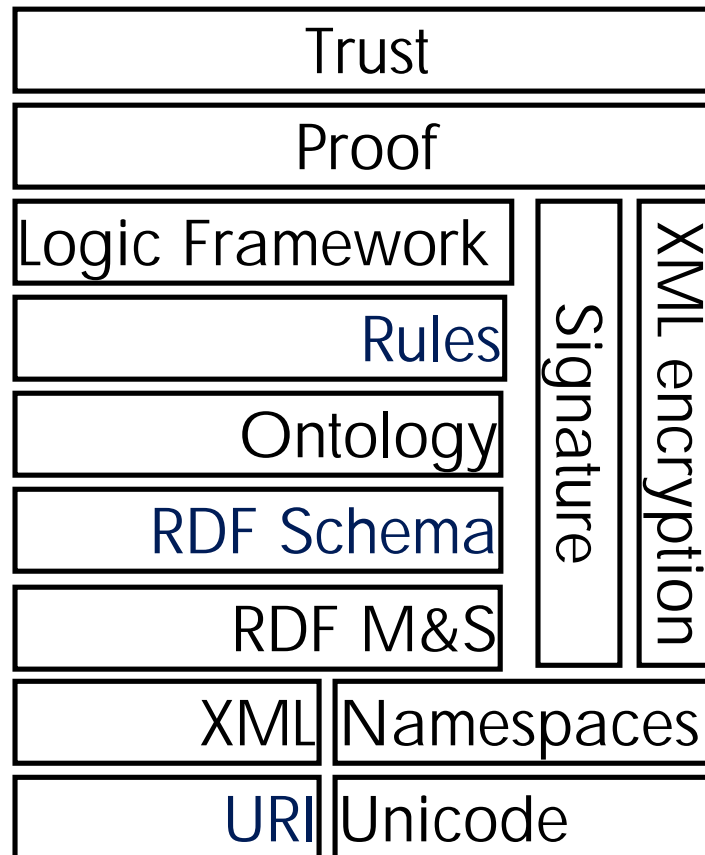 Trust
Proof
Logic Framework
Rules
Ontology
RDF Schema
RDF M&S
Signature
XML encryption
XML
Namespaces
URI
Unicode